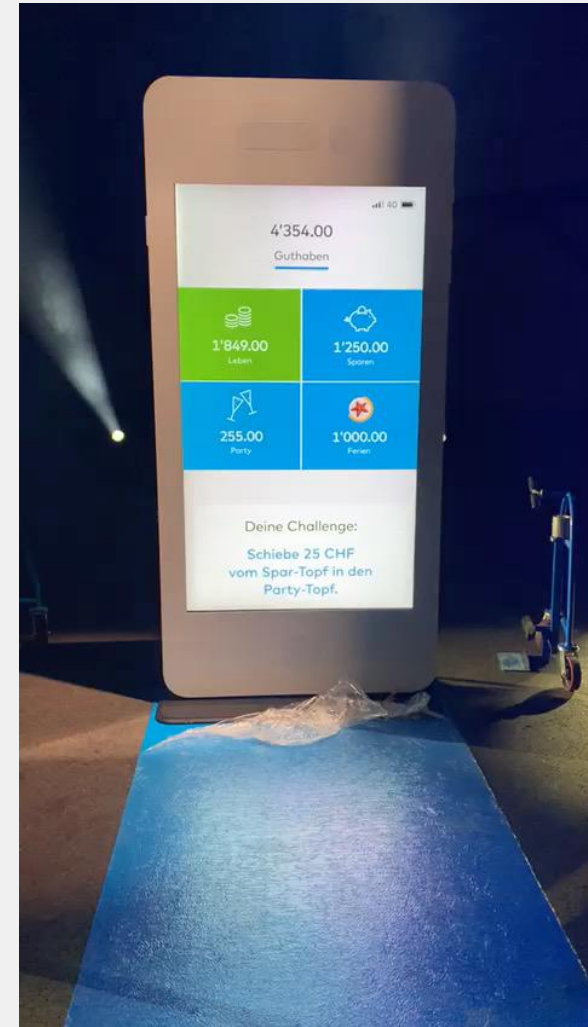 4G
4'354.00
Guthaben
1'849.00
Leben
1'250.00
Sparen
255.00
Party
1'000.00
Ferien
Deine Challenge:
Schiebe 25 CHF
vom Spar-Topf in den
Party-Topf.